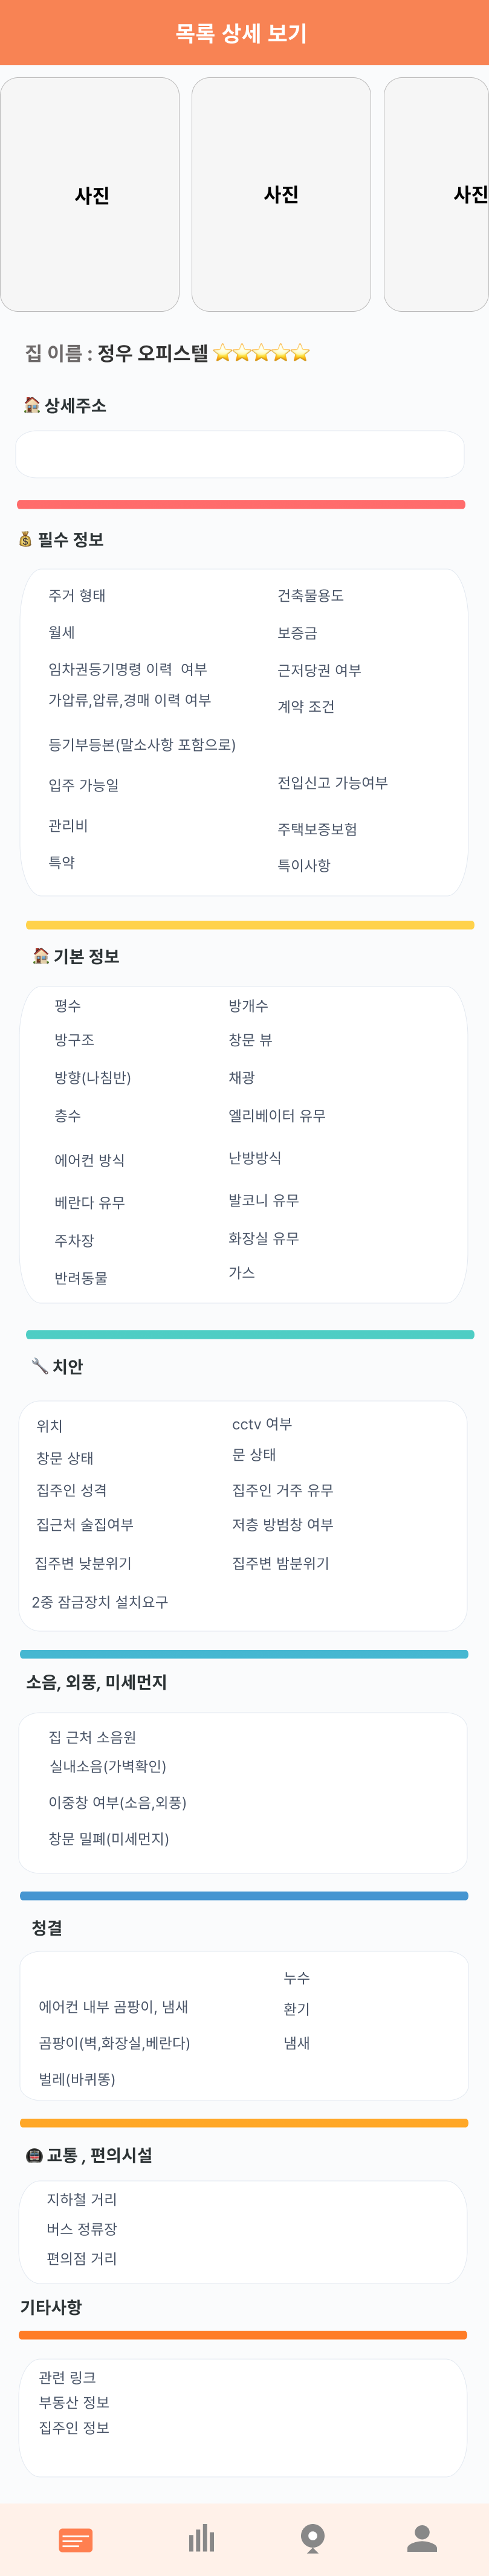 목록 상세 보기
사진
사진
사진
집 이름 : 정우 오피스텔
상세주소
필수 정보
주거 형태
건축물용도
월세
보증금
임차권등기명령 이력  여부
근저당권 여부
가압류,압류,경매 이력 여부
계약 조건
등기부등본(말소사항 포함으로)
입주 가능일
전입신고 가능여부
관리비
주택보증보험
특약
특이사항
기본 정보
평수
방개수
방구조
창문 뷰
방향(나침반)
채광
층수
엘리베이터 유무
에어컨 방식
난방방식
베란다 유무
발코니 유무
주차장
화장실 유무
반려동물
가스
치안
위치
cctv 여부
창문 상태
문 상태
집주인 성격
집주인 거주 유무
집근처 술집여부
저층 방범창 여부
집주변 낮분위기
집주변 밤분위기
2중 잠금장치 설치요구
소음, 외풍, 미세먼지
집 근처 소음원
실내소음(가벽확인)
이중창 여부(소음,외풍)
창문 밀폐(미세먼지)
청결
누수
에어컨 내부 곰팡이, 냄새
환기
곰팡이(벽,화장실,베란다)
냄새
벌레(바퀴똥)
교통 , 편의시설
지하철 거리
버스 정류장
편의점 거리
기타사항
관련 링크
부동산 정보
집주인 정보